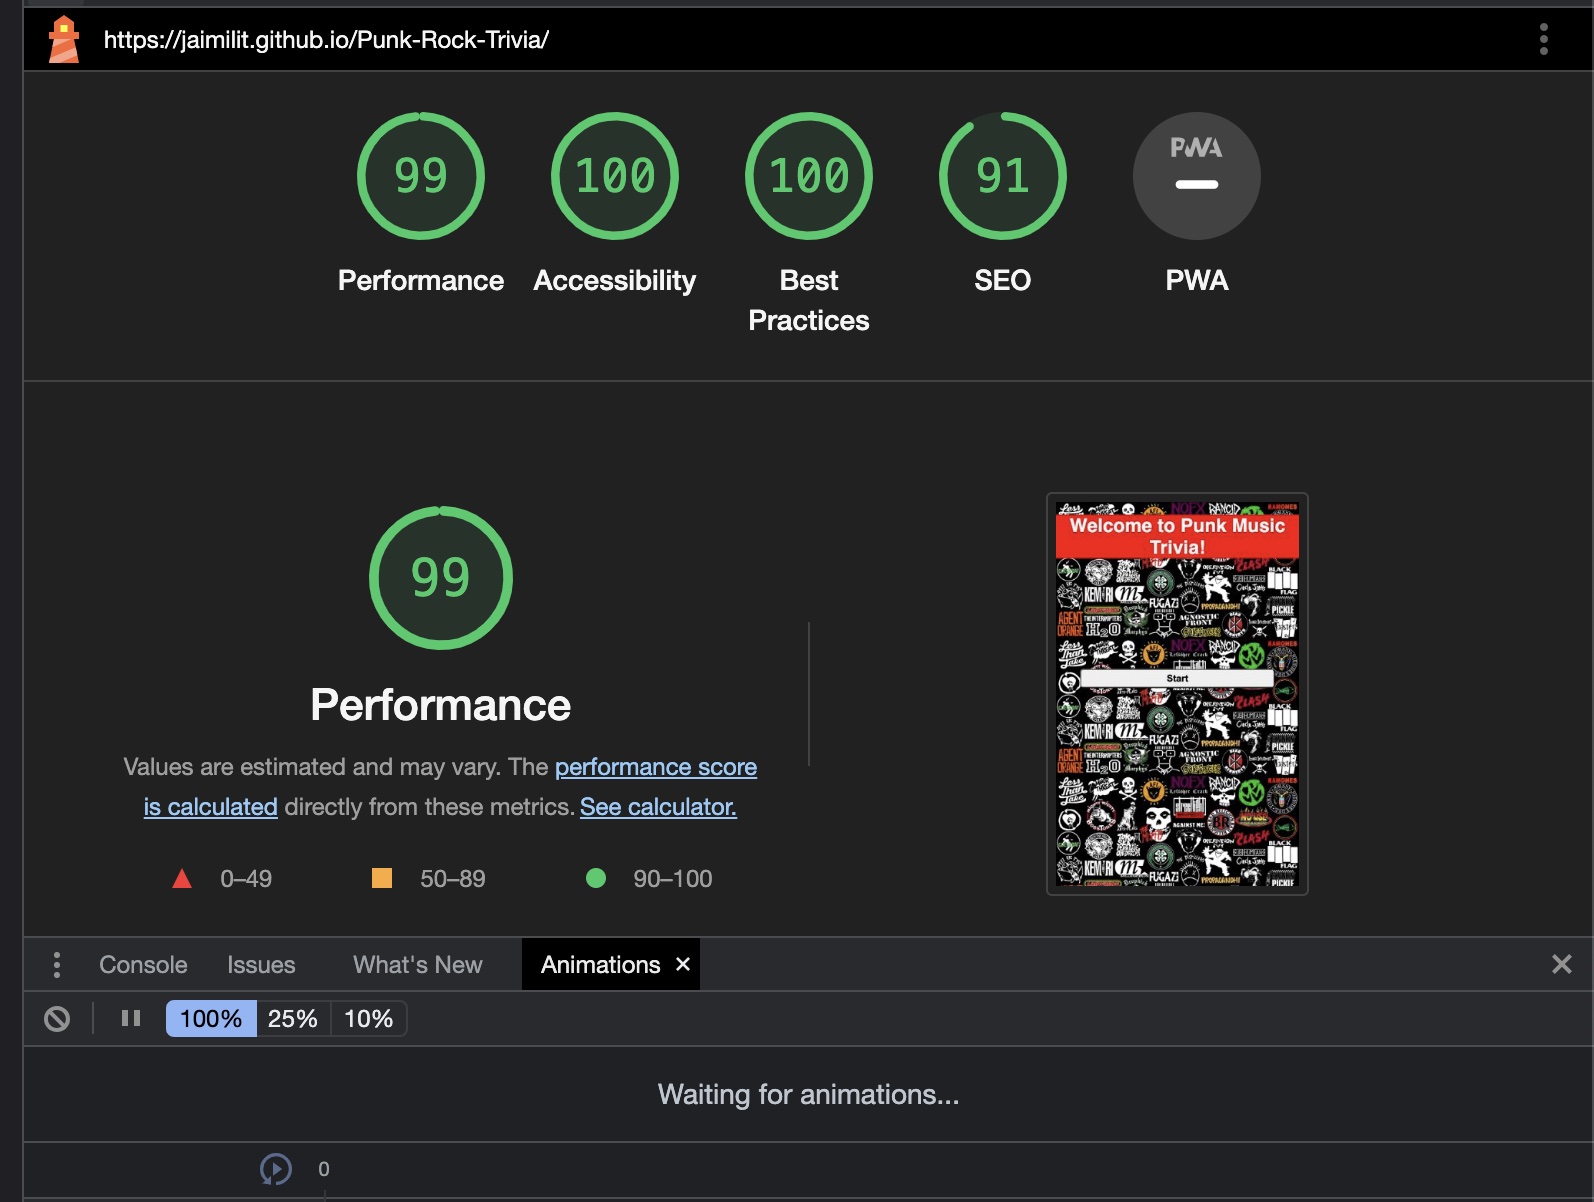 https://jaimilit.github.io/Punk-Rock-Trivia/
99
100
100
91
PWA
Performance
Accessibility
Best
Practices
SEO
PWA
99
Performance
Values are estimated and may vary. The performance score
is calculated directly from these metrics. See calculator.
0–49
50–89
90–100
Welcome to Punk Music
Trivia!
Start
Console
Issues
What's New
Animations
100%
25%
10%
Waiting for animations...
0